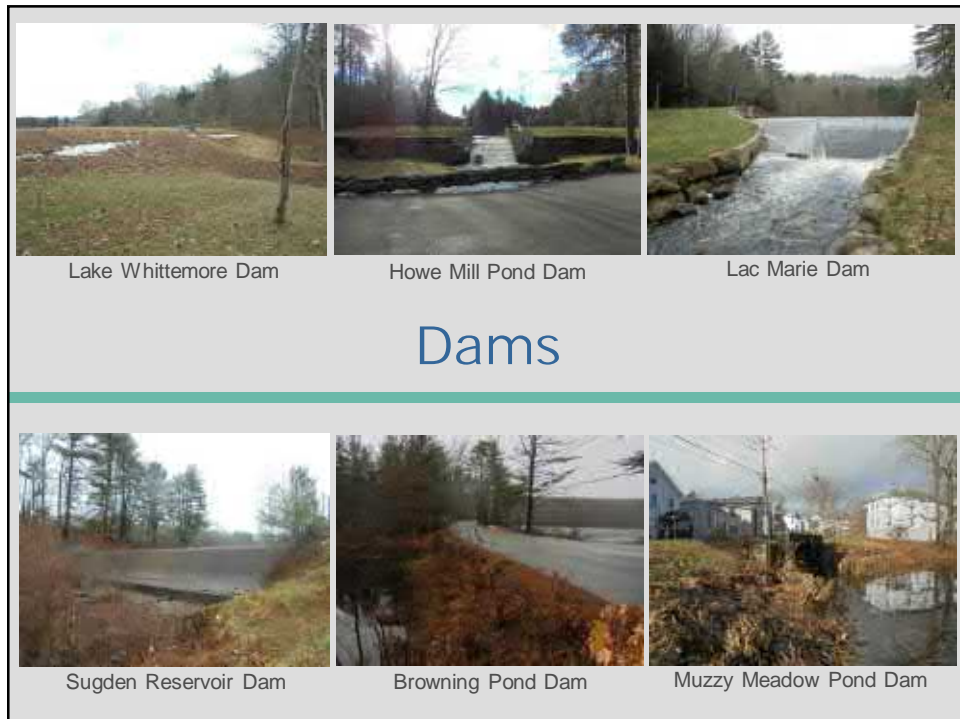 Lake Whittemore Dam
Howe Mill Pond Dam
Lac Marie Dam
Dams
Sugden Reservoir Dam
Browning Pond Dam
Muzzy Meadow Pond Dam